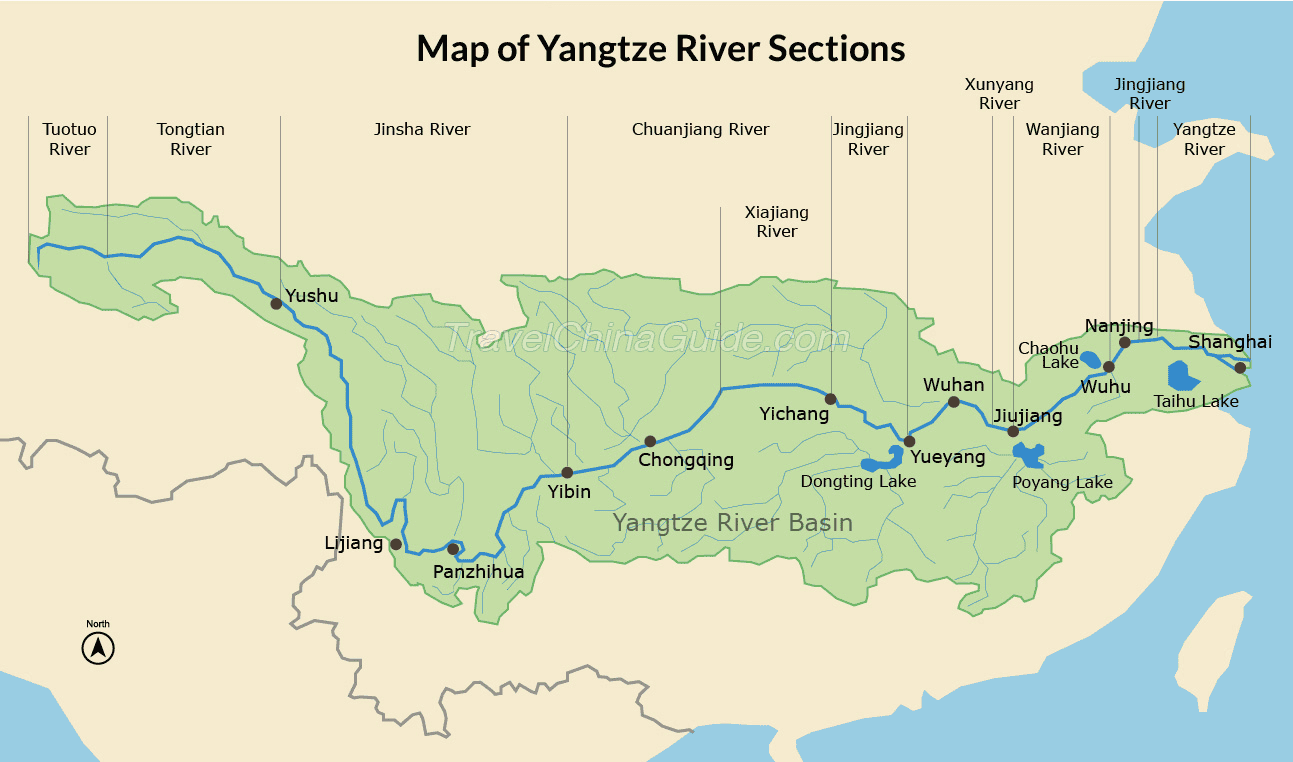 Map of Yangtze River Sections
Xunyang
River
Jingjiang
River
Tuotuo
River
Tongtian
River
Jinsha River
Chuanjiang River
Jingjiang
River
Wanjiang
River
Yangtze
River
Xiajiang
River
Yushu
TravelChinaGuide.com
Nanjing
Shanghai
Chaohu
Lake
Wuhu
Wuhan
Taihu Lake
Yichang
Jiujiang
Chongqing
Yueyang
Dongting Lake
Poyang Lake
Yibin
Yangtze River Basin
Lijiang
Panzhihua
North